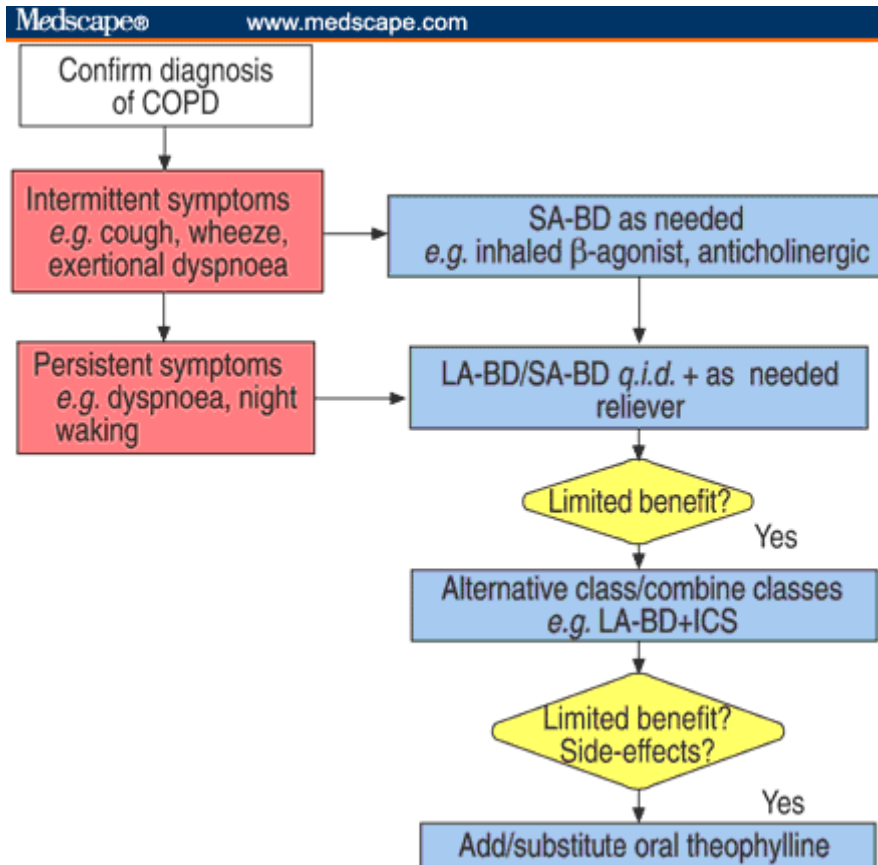 Medscape® www.medscape.com
Confirm diagnosis
of COPD
Intermittent symptoms
e.g. cough, wheeze,
exertional dyspnoea
SA-BD as needed
e.g. inhaled β-agonist, anticholinergic
Persistent symptoms
e.g. dyspnoea, night
waking
LA-BD/SA-BD q.i.d. + as needed
reliever
Limited benefit?
Yes
Alternative class/combine classes
e.g. LA-BD+ICS
Limited benefit?
Side-effects?
Yes
Add/substitute oral theophylline